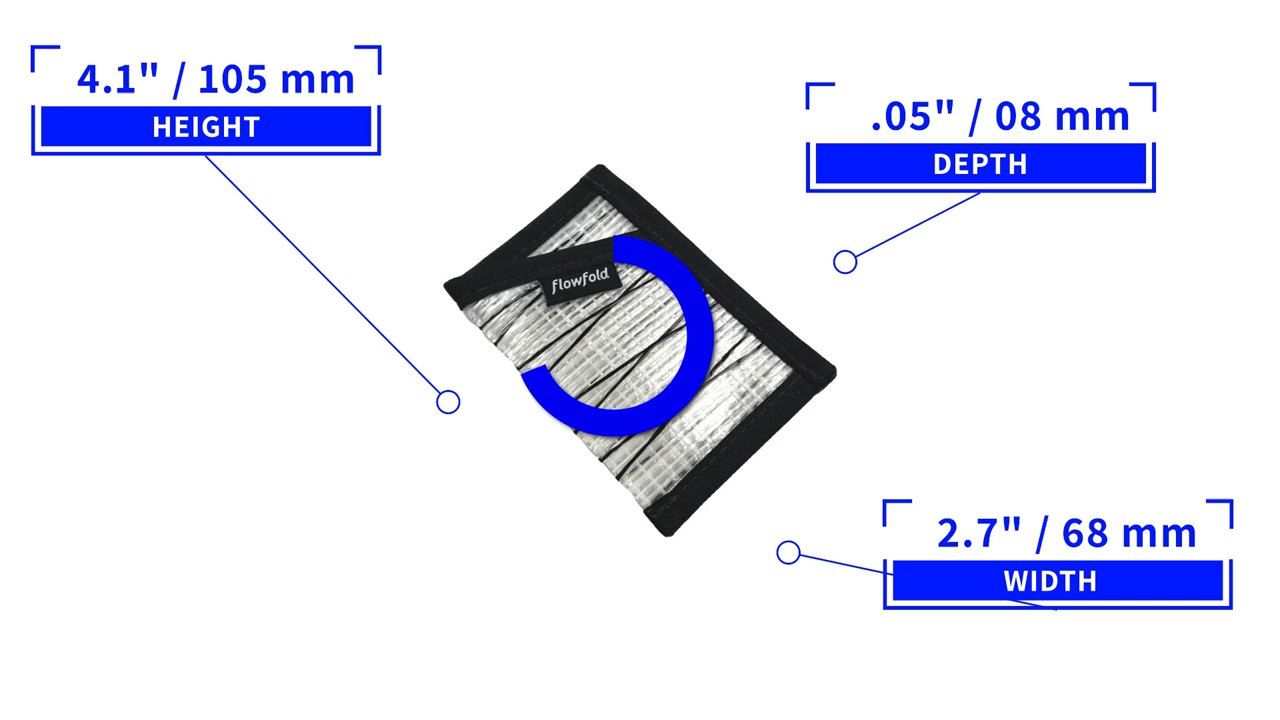 4.1" / 105 mm
HEIGHT
.05" / 08 mm
DEPTH
flowfold
2.7" / 68 mm
WIDTH